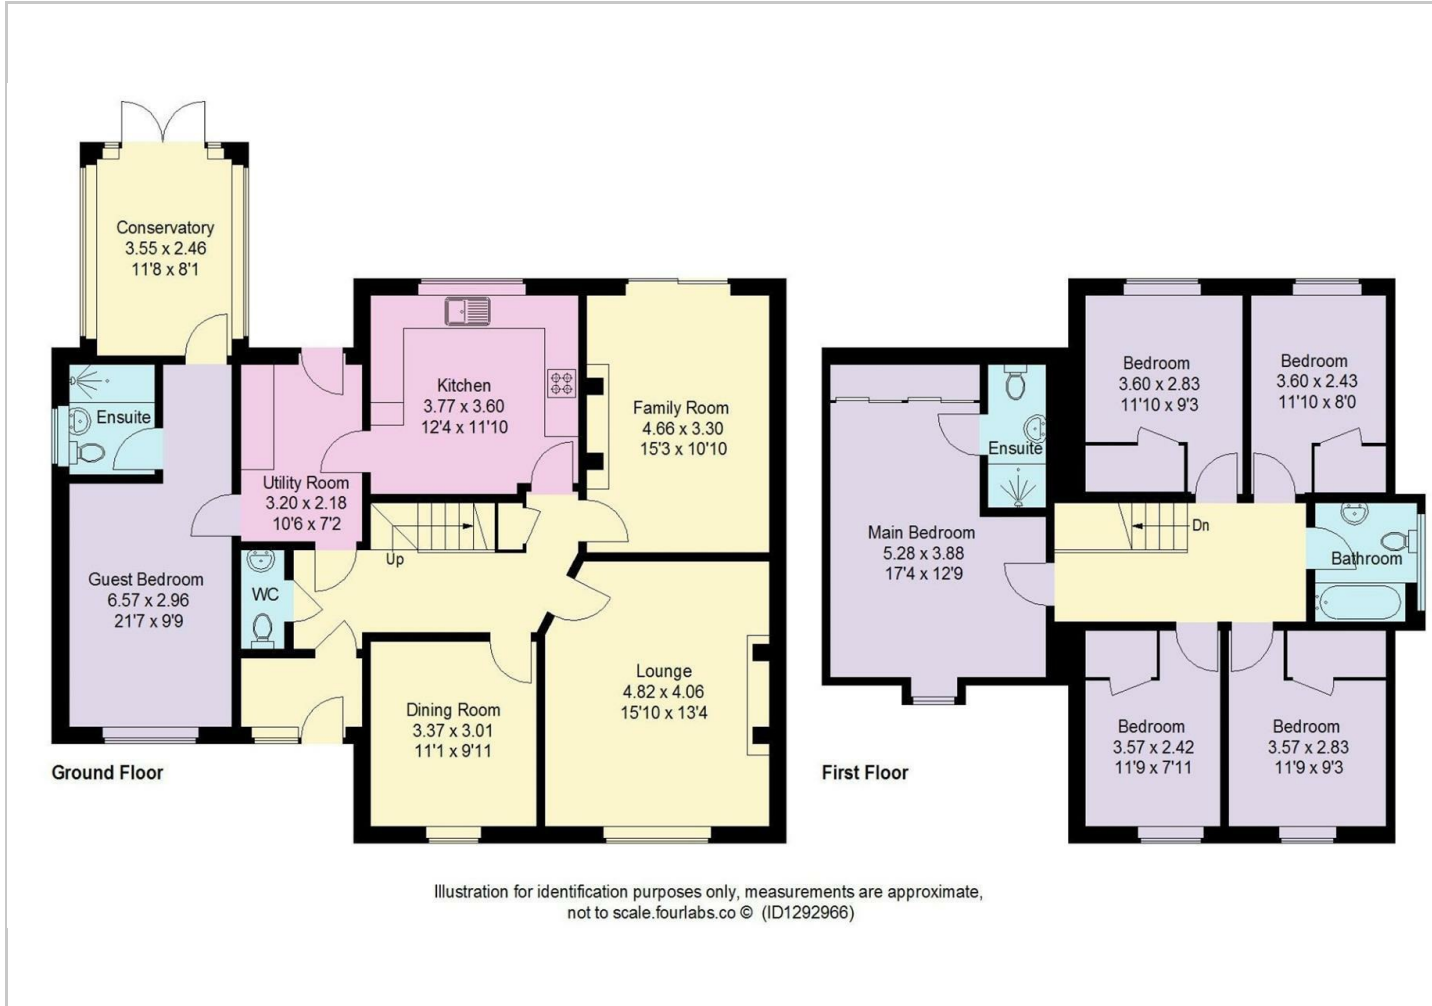 Conservatory
3.55 x 2.46
11'8 x 8'1
Ensuite
Kitchen
3.77 x 3.60
12'4 x 11'10
Family Room
4.66 x 3.30
15'3 x 10'10
Utility Room
3.20 x 2.18
10'6 x 7'2
Up
Guest Bedroom
6.57 x 2.96
21'7 x 9'9
WC
Lounge
4.82 x 4.06
15'10 x 13'4
Dining Room
3.37 x 3.01
11'1 x 9'11
Ground Floor
Bedroom
3.60 x 2.83
11'10 x 9'3
Bedroom
3.60 x 2.43
11'10 x 8'0
Ensuite
Main Bedroom
5.28 x 3.88
17'4 x 12'9
Dn
Bathroom
Bedroom
3.57 x 2.42
11'9 x 7'11
Bedroom
3.57 x 2.83
11'9 x 9'3
First Floor
Illustration for identification purposes only, measurements are approximate,
not to scale.fourlabs.co © (ID1292966)